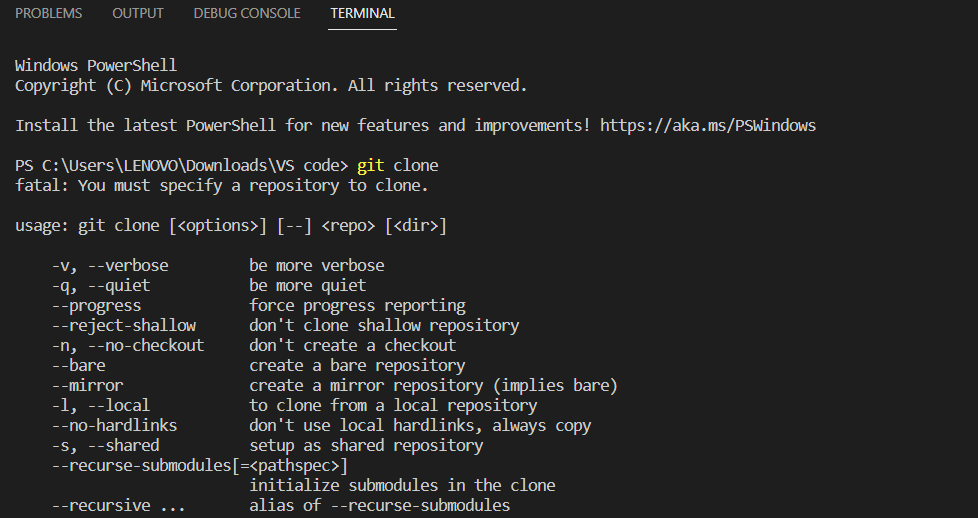 PROBLEMS OUTPUT DEBUG CONSOLE TERMINAL
Windows PowerShell
Copyright (C) Microsoft Corporation. All rights reserved.
Install the latest PowerShell for new features and improvements! https://aka.ms/PSWindows
PS C:\Users\LENOVO\Downloads\VS code> git clone
fatal: You must specify a repository to clone.
usage: git clone [<options>] [--] <repo> [<dir>]
-v, --verbose be more verbose
-q, --quiet be more quiet
--progress force progress reporting
--reject-shallow don't clone shallow repository
-n, --no-checkout don't create a checkout
--bare create a bare repository
--mirror create a mirror repository (implies bare)
-l, --local to clone from a local repository
--no-hardlinks don't use local hardlinks, always copy
-s, --shared setup as shared repository
--recurse-submodules[=<pathspec>]
initialize submodules in the clone
--recursive ... alias of --recurse-submodules